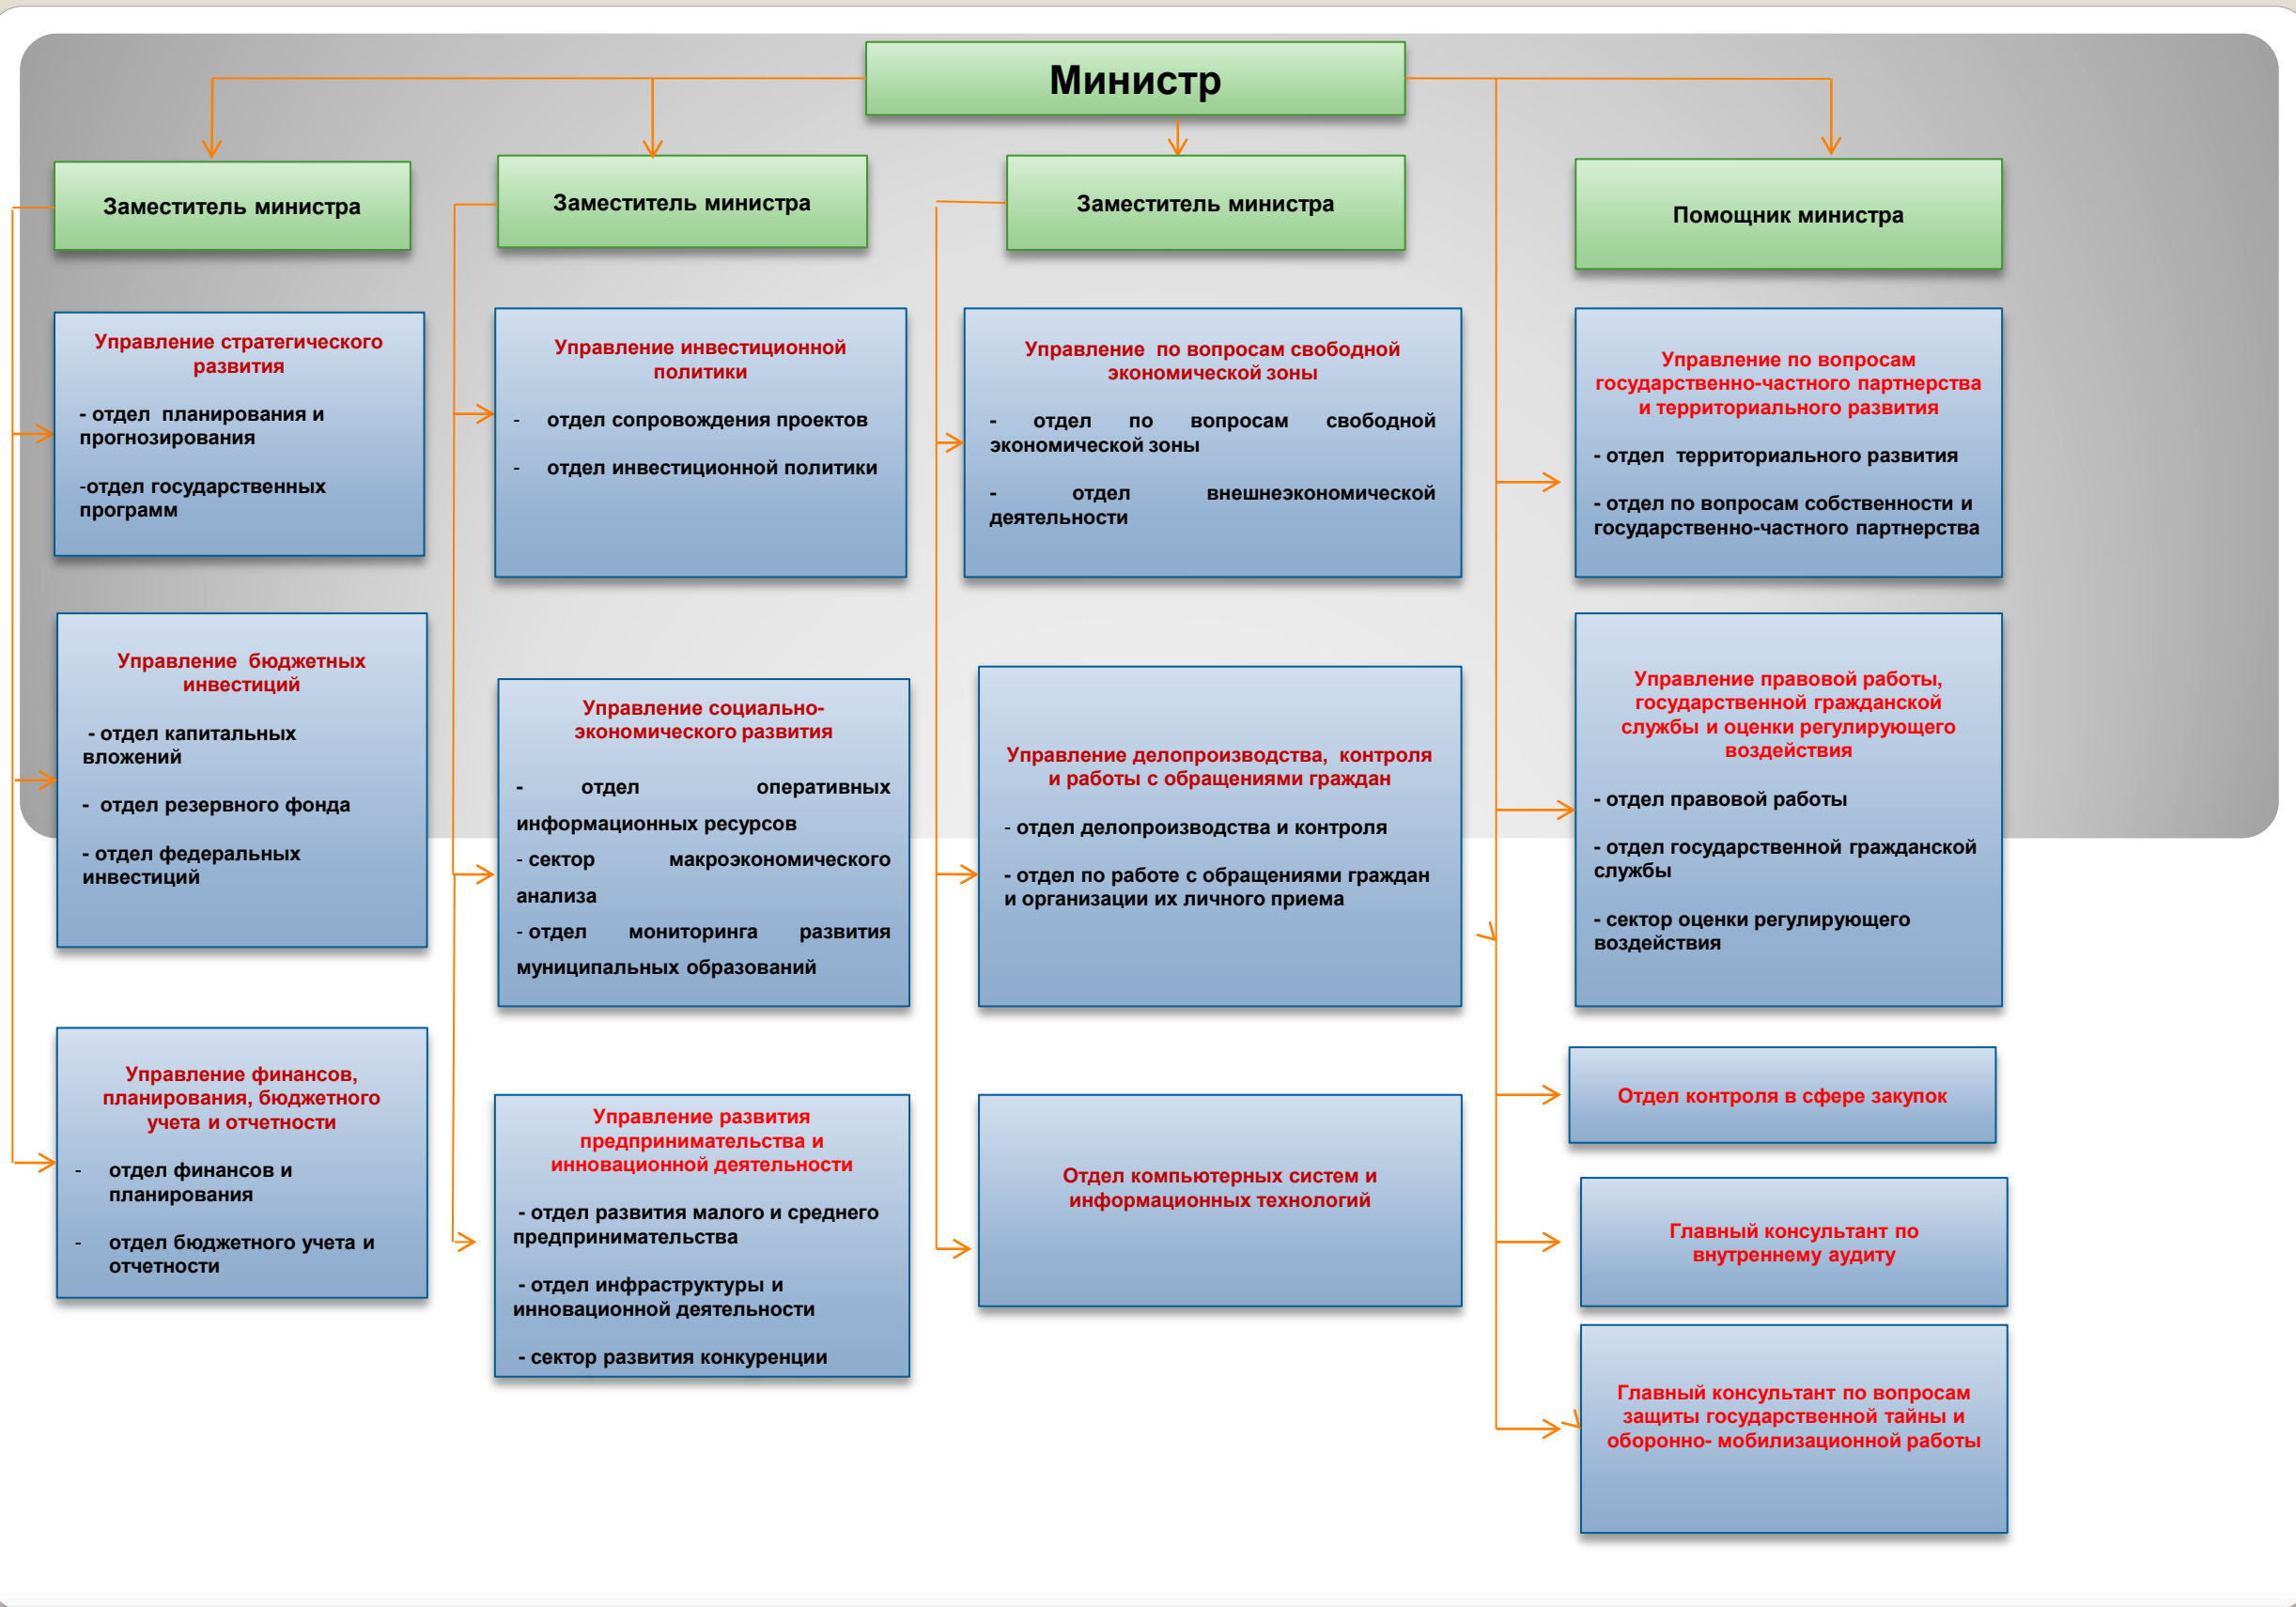 Министр
Заместитель министра
Заместитель министра
Заместитель министра
Помощник министра
Управление стратегического
развития
- отдел планирования и
прогнозирования
-отдел государственных
программ
Управление бюджетных
инвестиций
- отдел капитальных
вложений
- отдел резервного фонда
- отдел федеральных
инвестиций
Управление финансов,
планирования, бюджетного
учета и отчетности
- отдел финансов и
планирования
- отдел бюджетного учета и
отчетности
Управление инвестиционной
политики
- отдел сопровождения проектов
- отдел инвестиционной политики
Управление социально-
экономического развития
- отдел оперативных
информационных ресурсов
- сектор макроэкономического
анализа
- отдел мониторинга развития
муниципальных образований
Управление развития
предпринимательства и
инновационной деятельности
- отдел развития малого и среднего
предпринимательства
- отдел инфраструктуры и
инновационной деятельности
- сектор развития конкуренции
Управление по вопросам свободной
экономической зоны
- отдел по вопросам свободной
экономической зоны
- отдел внешнеэкономической
деятельности
Управление делопроизводства, контроля
и работы с обращениями граждан
- отдел делопроизводства и контроля
- отдел по работе с обращениями граждан
и организации их личного приема
Отдел компьютерных систем и
информационных технологий
Управление по вопросам
государственно-частного партнерства
и территориального развития
- отдел территориального развития
- отдел по вопросам собственности и
государственно-частного партнерства
Управление правовой работы,
государственной гражданской
службы и оценки регулирующего
воздействия
- отдел правовой работы
- отдел государственной гражданской
службы
- сектор оценки регулирующего
воздействия
Отдел контроля в сфере закупок
Главный консультант по
внутреннему аудиту
Главный консультант по вопросам
защиты государственной тайны и
оборонно- мобилизационной работы